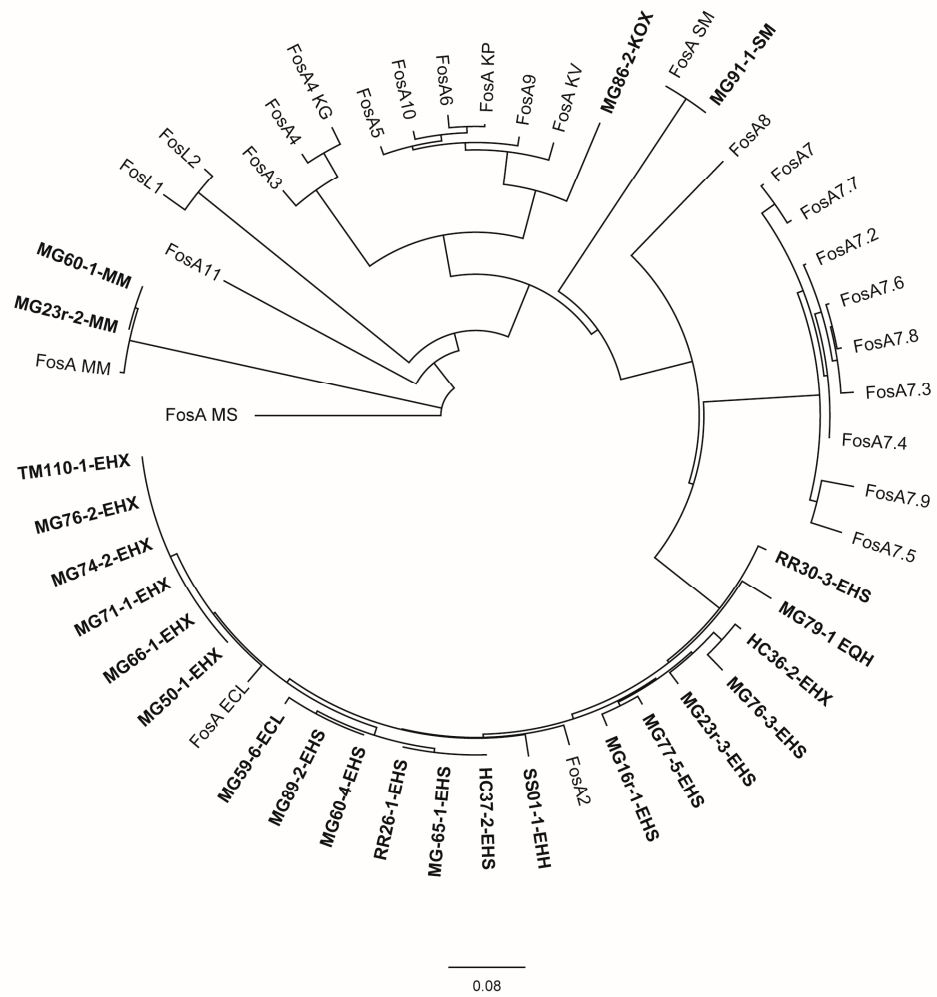 FosA MS
FosA MM
MG23r-2-MM
MG60-1-MM
FosA11
FosL1
FosL2
FosA3
FosA4
FosA4 KG
FosA5
FosA10
FosA6
FosA KP
FosA9
FosA KV
MG86-2-KOX
FosA SM
MG91-1-SM
FosA8
FosA7
FosA7.7
FosA7.2
FosA7.6
FosA7.8
FosA7.3
FosA7.4
FosA7.9
FosA7.5
RR30-3-EHS
MG79-1 EQH
HC36-2-EHX
MG76-3-EHS
MG23r-3-EHS
MG77-5-EHS
MG16r-1-EHS
FosA2
SS01-1-EHH
HC37-2-EHS
MG-65-1-EHS
RR26-1-EHS
MG60-4-EHS
MG89-2-EHS
MG59-6-ECL
FosA ECL
MG50-1-EHX
MG66-1-EHX
MG71-1-EHX
MG74-2-EHX
MG76-2-EHX
TM110-1-EHX
0.08